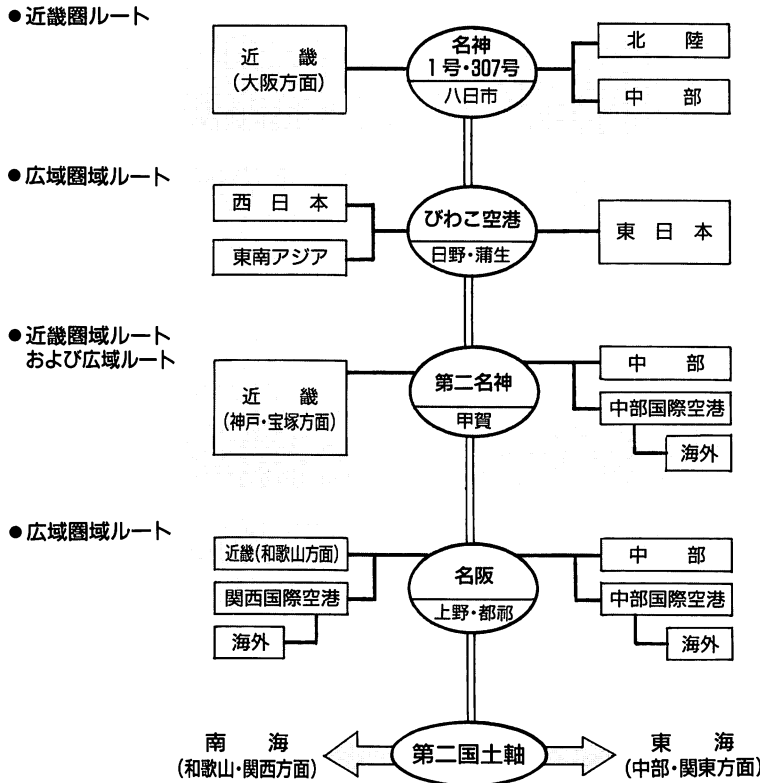 ●近畿圏ルート
近畿
(大阪方面)
名神
1号・307号
八日市
北陸
中部
●広域圏域ルート
西日本
東南アジア
びわこ空港
日野・蒲生
東日本
●近畿圏域ルート
および広域ルート
近畿
(神戸・宝塚方面)
第二名神
甲賀
中部
中部国際空港
海外
●広域圏域ルート
近畿(和歌山方面)
関西国際空港
海外
名阪
上野・都祁
中部
中部国際空港
海外
南海
(和歌山・関西方面)
第二国土軸
東海
(中部・関東方面)